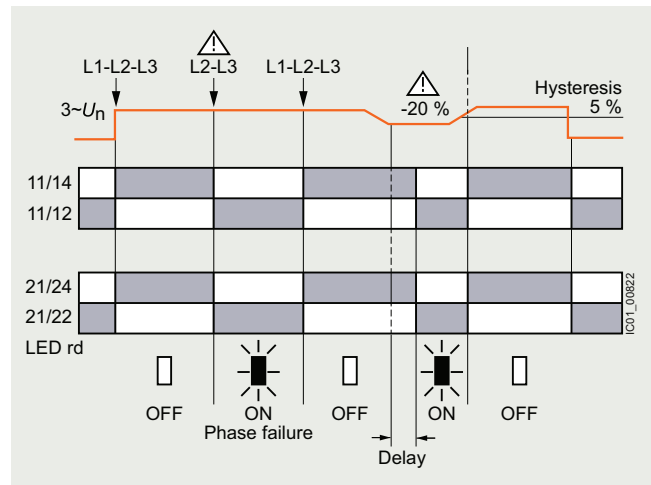 L1-L2-L3 L2-L3 L1-L2-L3
3~Un
-20 %
Hysteresis
5 %
11/14
11/12
21/24
21/22
LED rd
OFF ON OFF ON OFF
Phase failure
Delay
IC01_00822